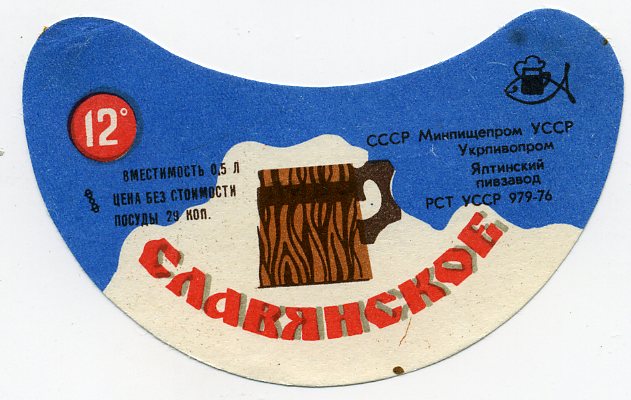 12°
ВМЕСТИМОСТЬ 0,5 Л
ЦЕНА БЕЗ СТОИМОСТИ
ПОСУДЫ 29 КОП.
СССР Минпищепром УССР
Укрпивопром
Ялтинский
пивзавод
РСТ УССР 979-76
СЛАВЯНСКОЕ